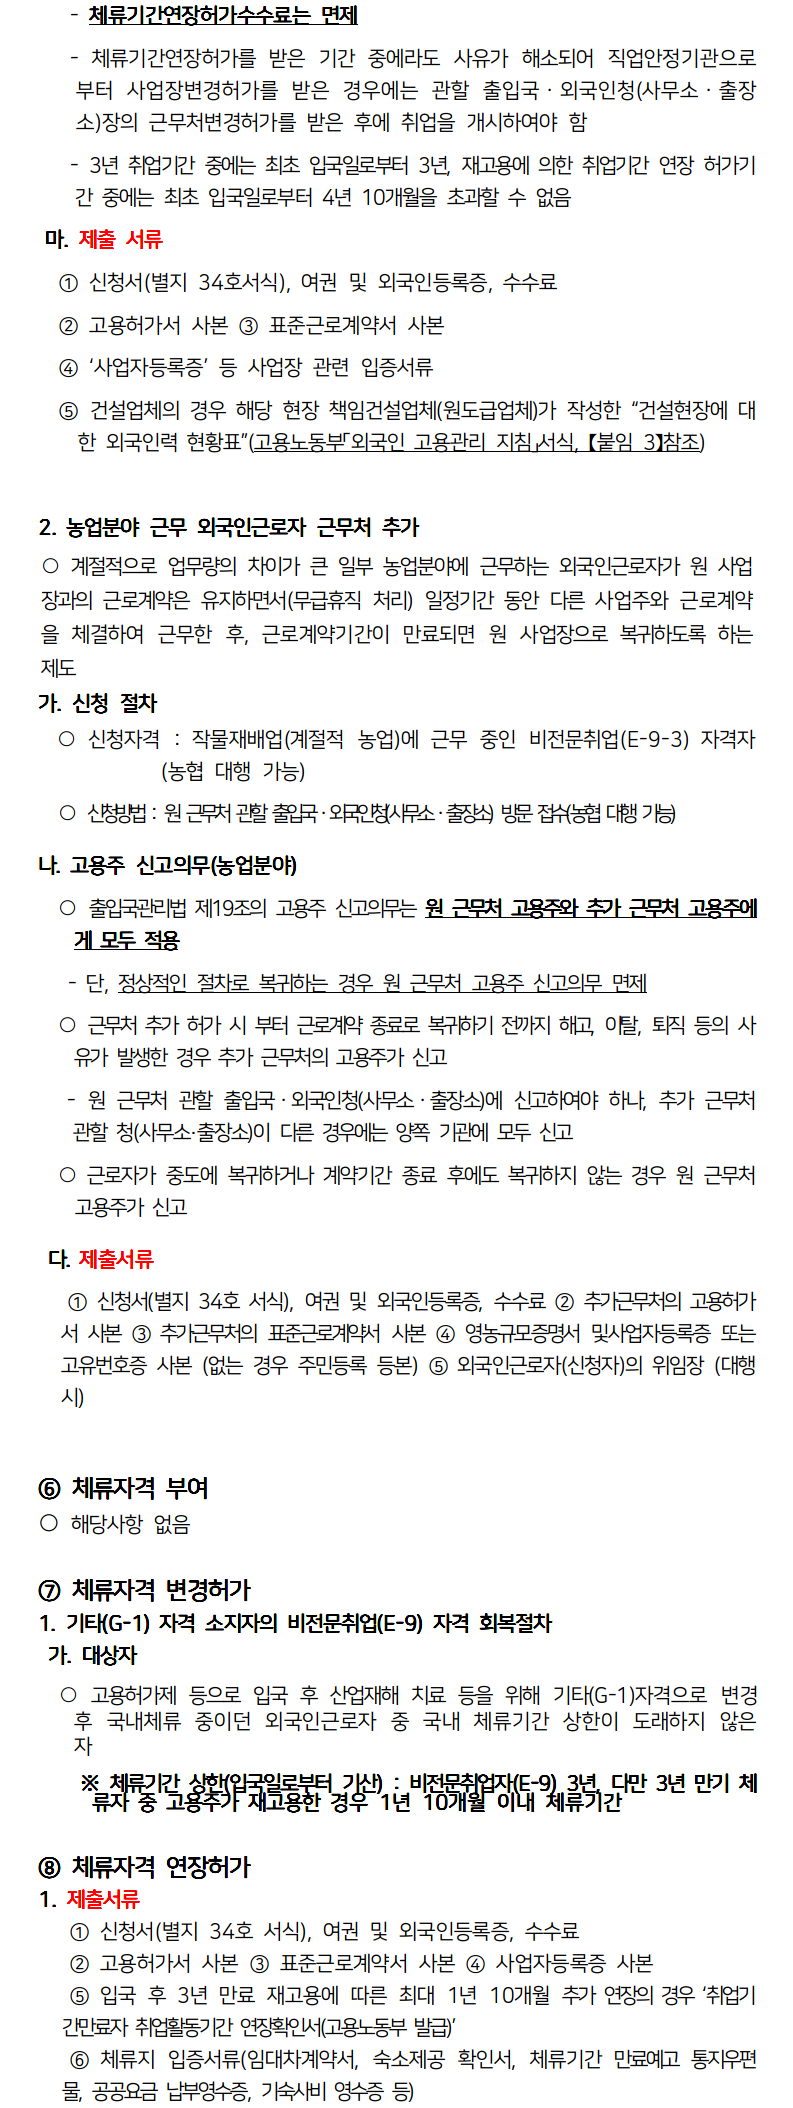 - 체류기간연장허가수수료는 면제
- 체류기간연장허가를 받은 기간 중에라도 사유가 해소되어 직업안정기관으로
부터 사업장변경허가를 받은 경우에는 관할 출입국·외국인청(사무소·출장
소)장의 근무처변경허가를 받은 후에 취업을 개시하여야 함
- 3년 취업기간 중에는 최초 입국일로부터 3년, 재고용에 의한 취업기간 연장 허가기
간 중에는 최초 입국일로부터 4년 10개월을 초과할 수 없음
마. 제출 서류
① 신청서(별지 34호서식), 여권 및 외국인등록증, 수수료
② 고용허가서 사본 ③ 표준근로계약서 사본
④ ‘사업자등록증’ 등 사업장 관련 입증서류
⑤ 건설업체의 경우 해당 현장 책임건설업체(원도급업체)가 작성한 “건설현장에 대
한 외국인력 현황표”(고용노동부「외국인 고용관리 지침」서식, 【붙임 3】참조)
2. 농업분야 근무 외국인근로자 근무처 추가
○ 계절적으로 업무량의 차이가 큰 일부 농업분야에 근무하는 외국인근로자가 원 사업
장과의 근로계약은 유지하면서(무급휴직 처리) 일정기간 동안 다른 사업주와 근로계약
을 체결하여 근무한 후, 근로계약기간이 만료되면 원 사업장으로 복귀하도록 하는
제도
가. 신청 절차
○ 신청자격 : 작물재배업(계절적 농업)에 근무 중인 비전문취업(E-9-3) 자격자
(농협 대행 가능)
○ 신청방법 : 원 근무처 관할 출입국·외국인청(사무소·출장소) 방문 접수(농협 대행 가능)
나. 고용주 신고의무(농업분야)
○ 출입국관리법 제19조의 고용주 신고의무는 원 근무처 고용주와 추가 근무처 고용주에
게 모두 적용
- 단, 정상적인 절차로 복귀하는 경우 원 근무처 고용주 신고의무 면제
○ 근무처 추가 허가 시 부터 근로계약 종료로 복귀하기 전까지 해고, 이탈, 퇴직 등의 사
유가 발생한 경우 추가 근무처의 고용주가 신고
- 원 근무처 관할 출입국·외국인청(사무소·출장소)에 신고하여야 하나, 추가 근무처
관할 청(사무소·출장소)이 다른 경우에는 양쪽 기관에 모두 신고
○ 근로자가 중도에 복귀하거나 계약기간 종료 후에도 복귀하지 않는 경우 원 근무처
고용주가 신고
다. 제출서류
① 신청서(별지 34호 서식), 여권 및 외국인등록증, 수수료 ② 추가근무처의 고용허가
서 사본 ③ 추가근무처의 표준근로계약서 사본 ④ 영농규모증명서 및사업자등록증 또는
고유번호증 사본 (없는 경우 주민등록 등본) ⑤ 외국인근로자(신청자)의 위임장 (대행
시)
⑥ 체류자격 부여
○ 해당사항 없음
⑦ 체류자격 변경허가
1. 기타(G-1) 자격 소지자의 비전문취업(E-9) 자격 회복절차
가. 대상자
○ 고용허가제 등으로 입국 후 산업재해 치료 등을 위해 기타(G-1)자격으로 변경
후 국내체류 중이던 외국인근로자 중 국내 체류기간 상한이 도래하지 않은
자
※ 체류기간 상한(입국일로부터 기산) : 비전문취업자(E-9) 3년, 다만 3년 만기 체
류자 중 고용주가 재고용한 경우 1년 10개월 이내 체류기간
⑧ 체류자격 연장허가
1. 제출서류
① 신청서(별지 34호 서식), 여권 및 외국인등록증, 수수료
② 고용허가서 사본 ③ 표준근로계약서 사본 ④ 사업자등록증 사본
⑤ 입국 후 3년 만료 재고용에 따른 최대 1년 10개월 추가 연장의 경우 ‘취업기
간만료자 취업활동기간 연장확인서(고용노동부 발급)’
⑥ 체류지 입증서류(임대차계약서, 숙소제공 확인서, 체류기간 만료예고 통지우편
물, 공공요금 납부영수증, 기숙사비 영수증 등)